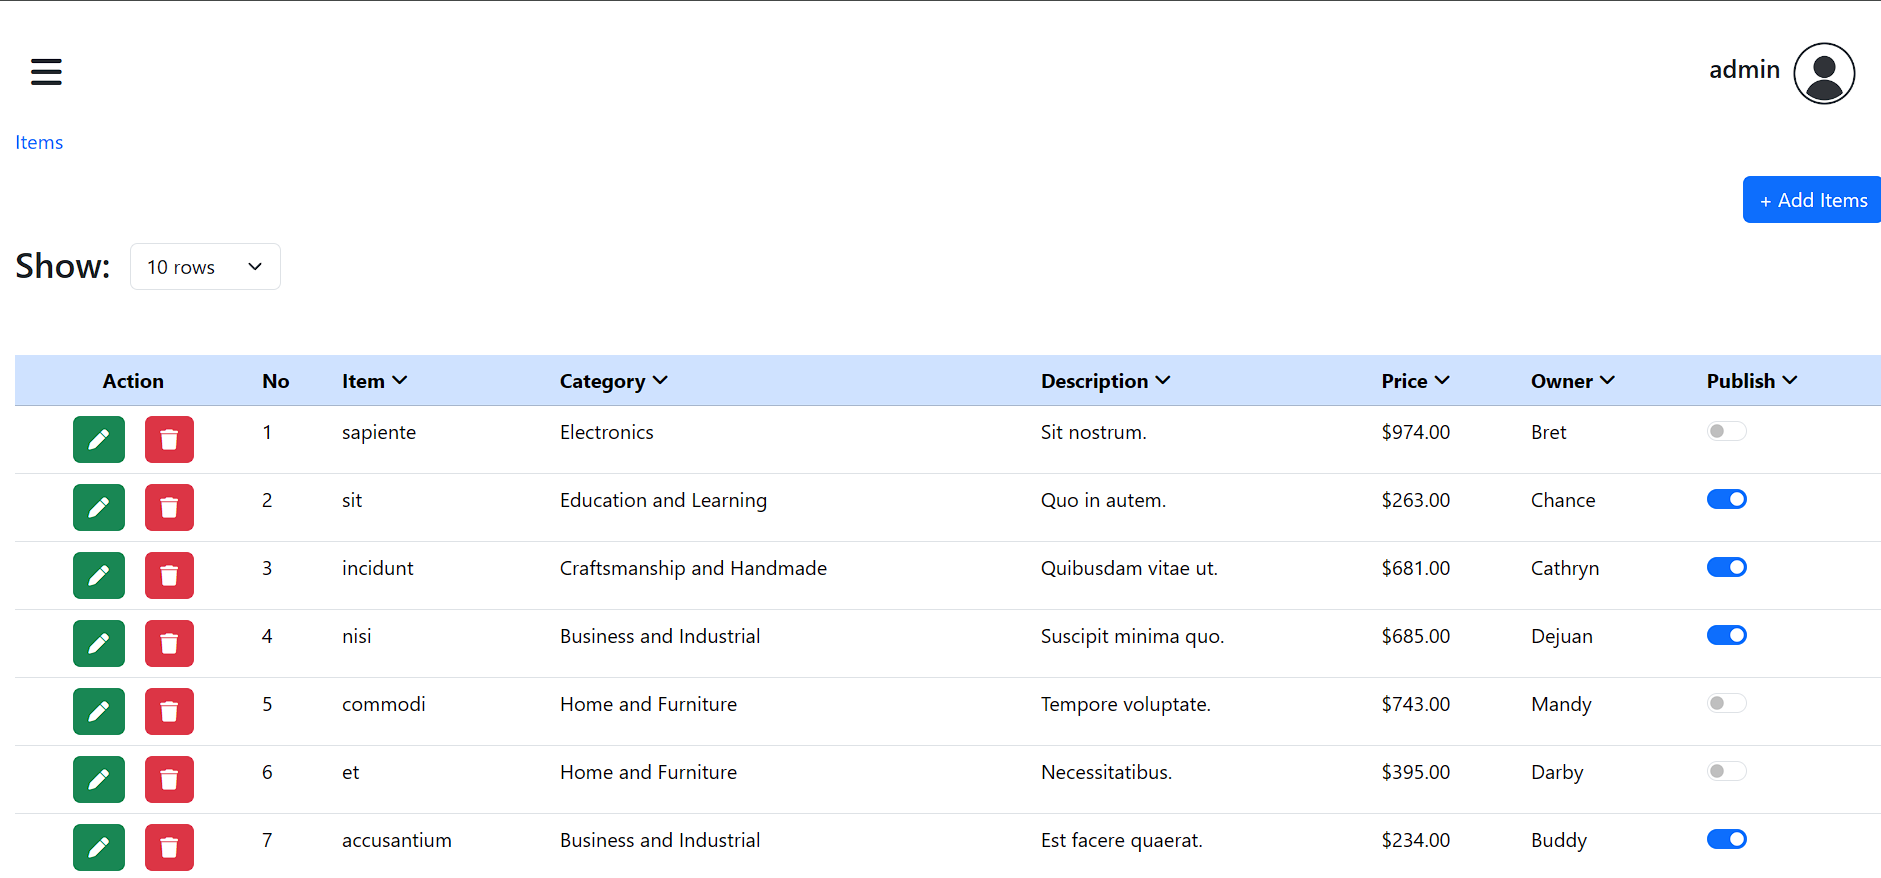 admin
Items
+ Add Items
Show: 10 rows
Action No Item Category Description Price Owner Publish
1 sapiente Electronics Sit nostrum. $974.00 Bret
2 sit Education and Learning Quo in autem. $263.00 Chance
3 incidunt Craftsmanship and Handmade Quibusdam vitae ut. $681.00 Cathryn
4 nisi Business and Industrial Suscipit minima quo. $685.00 Dejuan
5 commodi Home and Furniture Tempore voluptate. $743.00 Mandy
6 et Home and Furniture Necessitatibus. $395.00 Darby
7 accusantium Business and Industrial Est facere quaerat. $234.00 Buddy